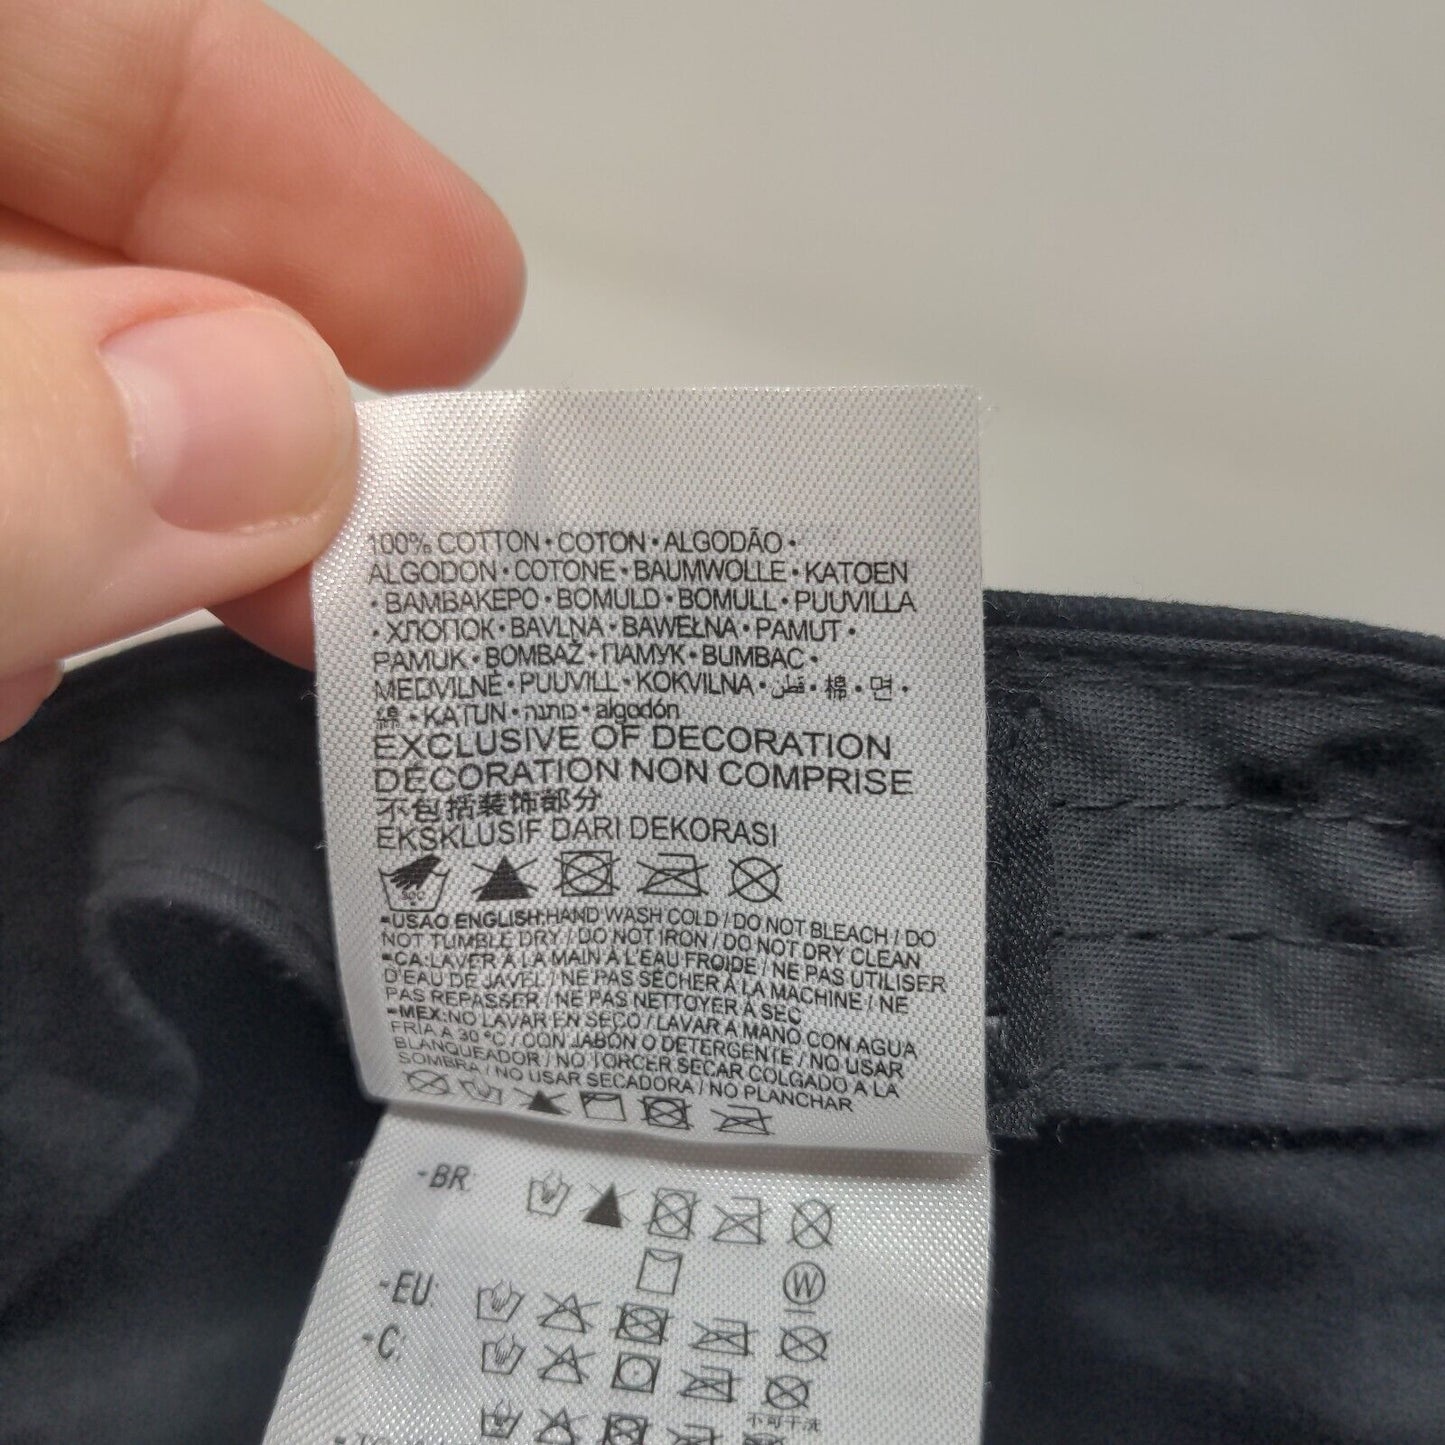 100% COTTON • COTON • ALGODÃO •
ALGODON • COTONE • BAUMWOLLE • KATOEN
• BAMBAKEPO • BOMULD • BOMULL • PUUVILLA
• ХЛОПОК • BAVLNA • BAWEŁNA • PAMUT •
PAMUK • BOMBAŽ • ПАМУК • BUMBAC •
MEDVILNĖ • PUUVILL • KOKVILNA • قطن • 棉 • 면 •
綿 • KATUN • כותנה • algodón
EXCLUSIVE OF DECORATION
DÉCORATION NON COMPRISE
不包括装饰部分
EKSKLUSIF DARI DEKORASI
30C
-USAO ENGLISH:HAND WASH COLD / DO NOT BLEACH / DO
NOT TUMBLE DRY / DO NOT IRON / DO NOT DRY CLEAN
-CA:LAVER À LA MAIN À L'EAU FROIDE / NE PAS UTILISER
D'EAU DE JAVEL / NE PAS SÉCHER À LA MACHINE / NE
PAS REPASSER / NE PAS NETTOYER À SEC
-MEX:NO LAVAR EN SECO / LAVAR A MANO CON AGUA
FRÍA A 30 °C / CON JABÓN O DETERGENTE / NO USAR
BLANQUEADOR / NO TORCER SECAR COLGADO A LA
SOMBRA / NO USAR SECADORA / NO PLANCHAR
-BR:
W
-EU:
-C:
不可干洗